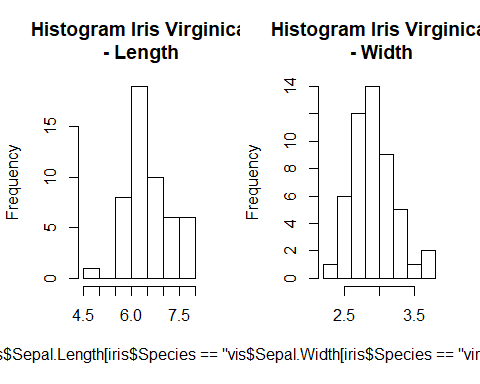 Histogram Iris Virginica
- Length
Frequency
0
5
10
15
4.5
6.0
7.5
s$Sepal.Length[iris$Species == "v
Histogram Iris Virginica
- Width
Frequency
0
2
4
6
8
10
14
2.5
3.5
is$Sepal.Width[iris$Species == "vir